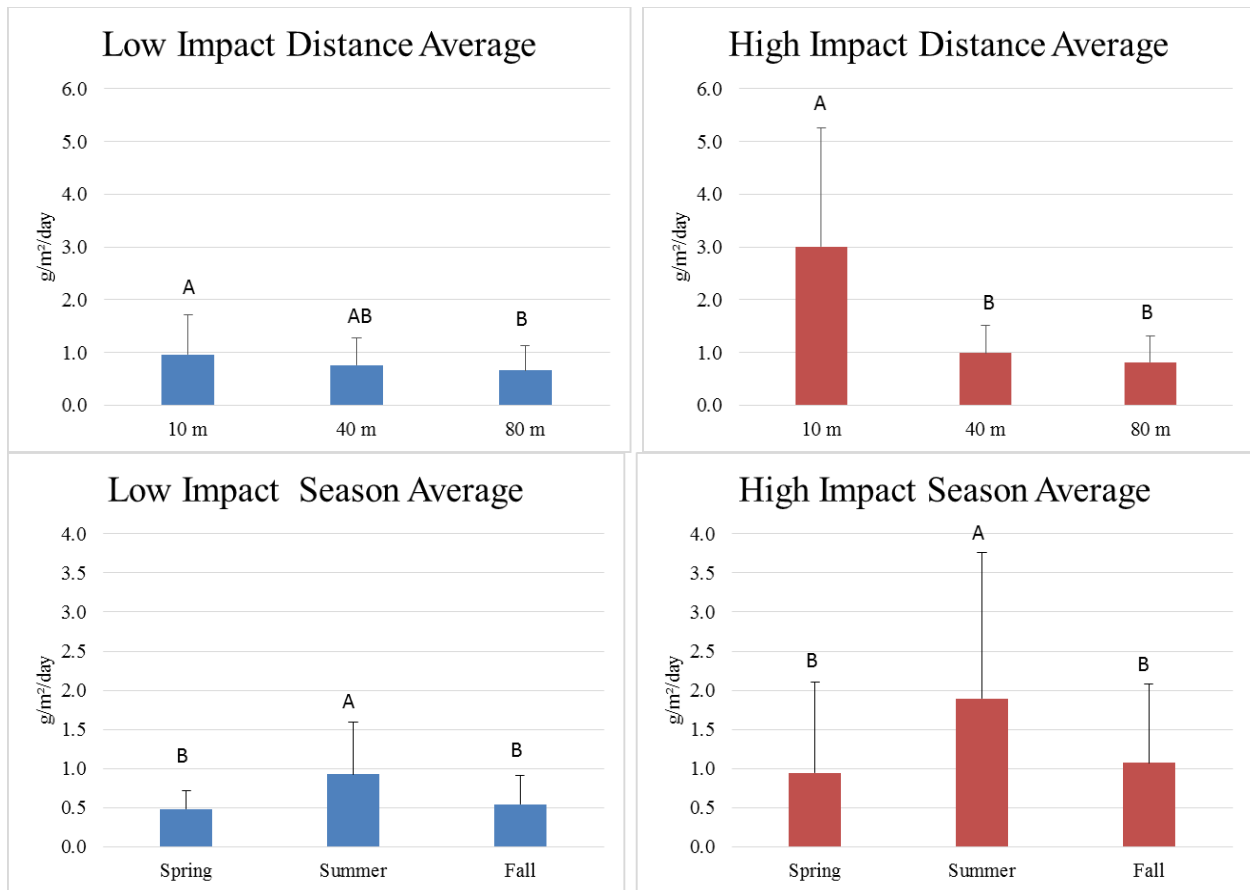 Low Impact Distance Average
6.0
5.0
4.0
3.0
2.0
1.0
0.0
g/m²/day
A
AB
B
10 m
40 m
80 m
High Impact Distance Average
6.0
5.0
4.0
3.0
2.0
1.0
0.0
g/m²/day
A
B
B
10 m
40 m
80 m
Low Impact Season Average
4.0
3.5
3.0
2.5
2.0
1.5
1.0
0.5
0.0
g/m²/day
B
A
B
Spring
Summer
Fall
High Impact Season Average
4.0
3.5
3.0
2.5
2.0
1.5
1.0
0.5
0.0
g/m²/day
B
A
B
Spring
Summer
Fall